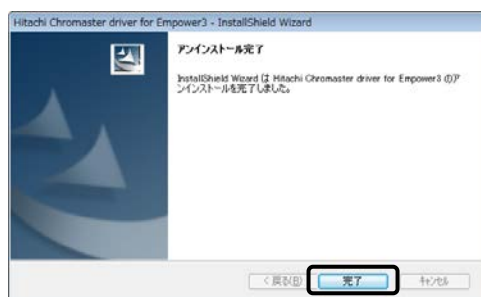 Hitachi Chromaster driver for Empower3 - InstallShield Wizard
アンインストール完了
InstallShield Wizard は Hitachi Chromaster driver for Empower3 のア
ンインストールを完了しました。
< 戻る(B) 完了 キャンセル